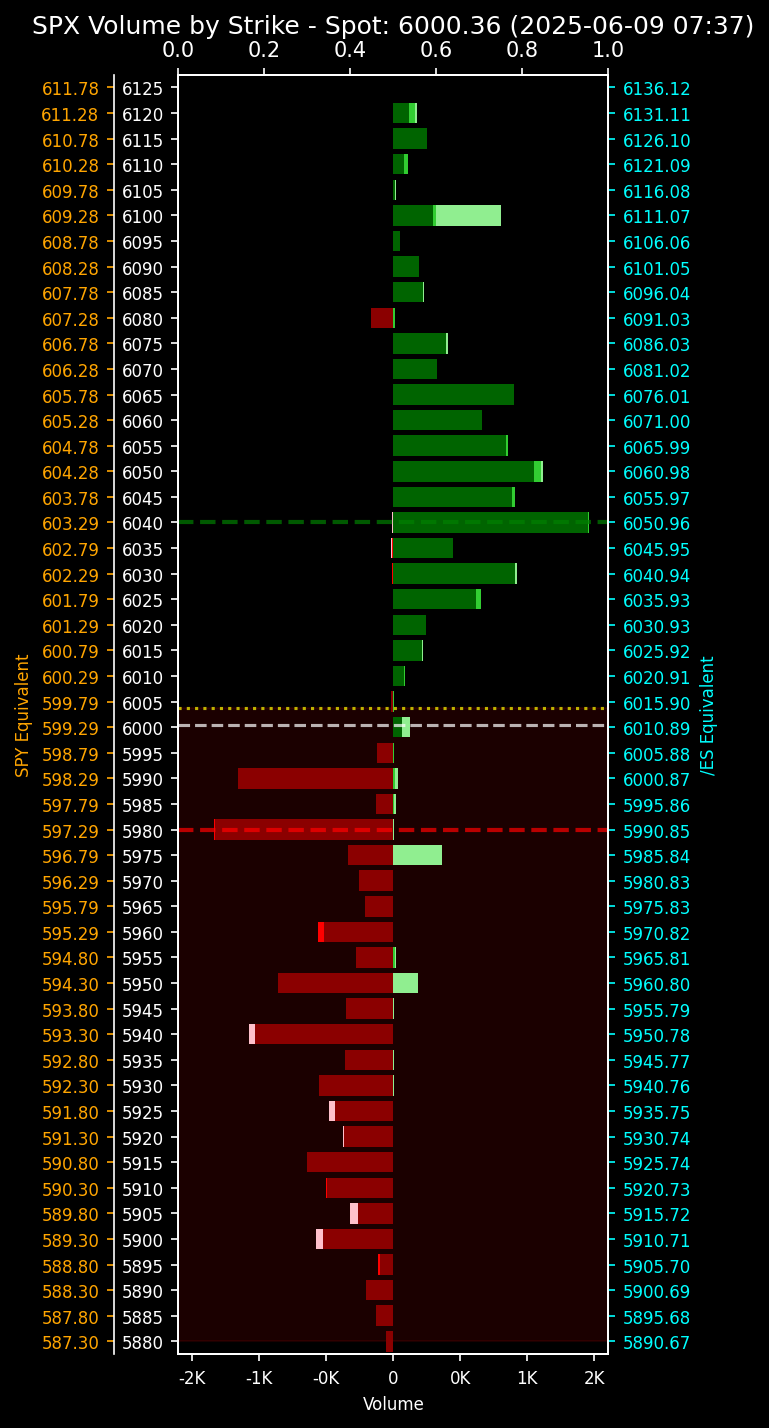 SPX Volume by Strike - Spot: 6000.36 (2025-06-09 07:37)
0.0 0.2 0.4 0.6 0.8 1.0
611.78 6125 6136.12
611.28 6120 6131.11
610.78 6115 6126.10
610.28 6110 6121.09
609.78 6105 6116.08
609.28 6100 6111.07
608.78 6095 6106.06
608.28 6090 6101.05
607.78 6085 6096.04
607.28 6080 6091.03
606.78 6075 6086.03
606.28 6070 6081.02
605.78 6065 6076.01
605.28 6060 6071.00
604.78 6055 6065.99
604.28 6050 6060.98
603.78 6045 6055.97
603.29 6040 6050.96
602.79 6035 6045.95
602.29 6030 6040.94
601.79 6025 6035.93
601.29 6020 6030.93
600.79 6015 6025.92
600.29 6010 6020.91
599.79 6005 6015.90
599.29 6000 6010.89
598.79 5995 6005.88
598.29 5990 6000.87
597.79 5985 5995.86
597.29 5980 5990.85
596.79 5975 5985.84
596.29 5970 5980.83
595.79 5965 5975.83
595.29 5960 5970.82
594.80 5955 5965.81
594.30 5950 5960.80
593.80 5945 5955.79
593.30 5940 5950.78
592.80 5935 5945.77
592.30 5930 5940.76
591.80 5925 5935.75
591.30 5920 5930.74
590.80 5915 5925.74
590.30 5910 5920.73
589.80 5905 5915.72
589.30 5900 5910.71
588.80 5895 5905.70
588.30 5890 5900.69
587.80 5885 5895.68
587.30 5880 5890.67
SPY Equivalent
/ES Equivalent
-2K -1K -0K 0 0K 1K 2K
Volume